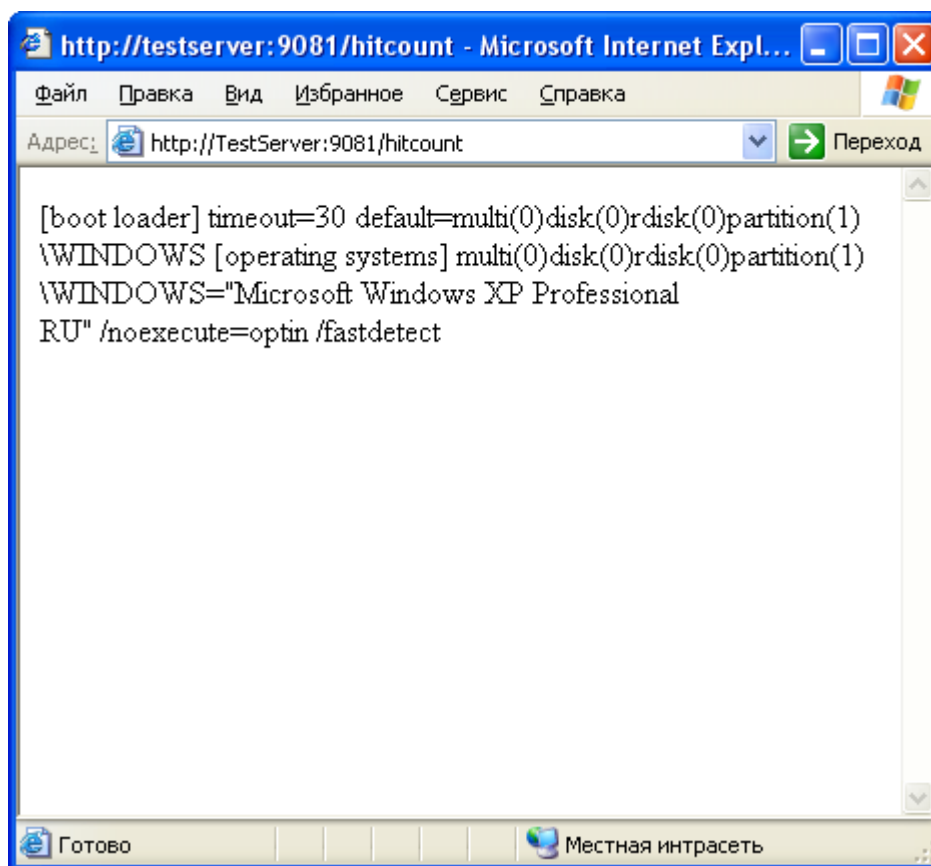 http://testserver:9081/hitcount - Microsoft Internet Expl...
Файл Правка Вид Избранное Сервис Справка
Адрес: http://TestServer:9081/hitcount Переход
[boot loader] timeout=30 default=multi(0)disk(0)rdisk(0)partition(1)
\WINDOWS [operating systems] multi(0)disk(0)rdisk(0)partition(1)
\WINDOWS="Microsoft Windows XP Professional
RU" /noexecute=optin /fastdetect
Готово Местная интрасеть